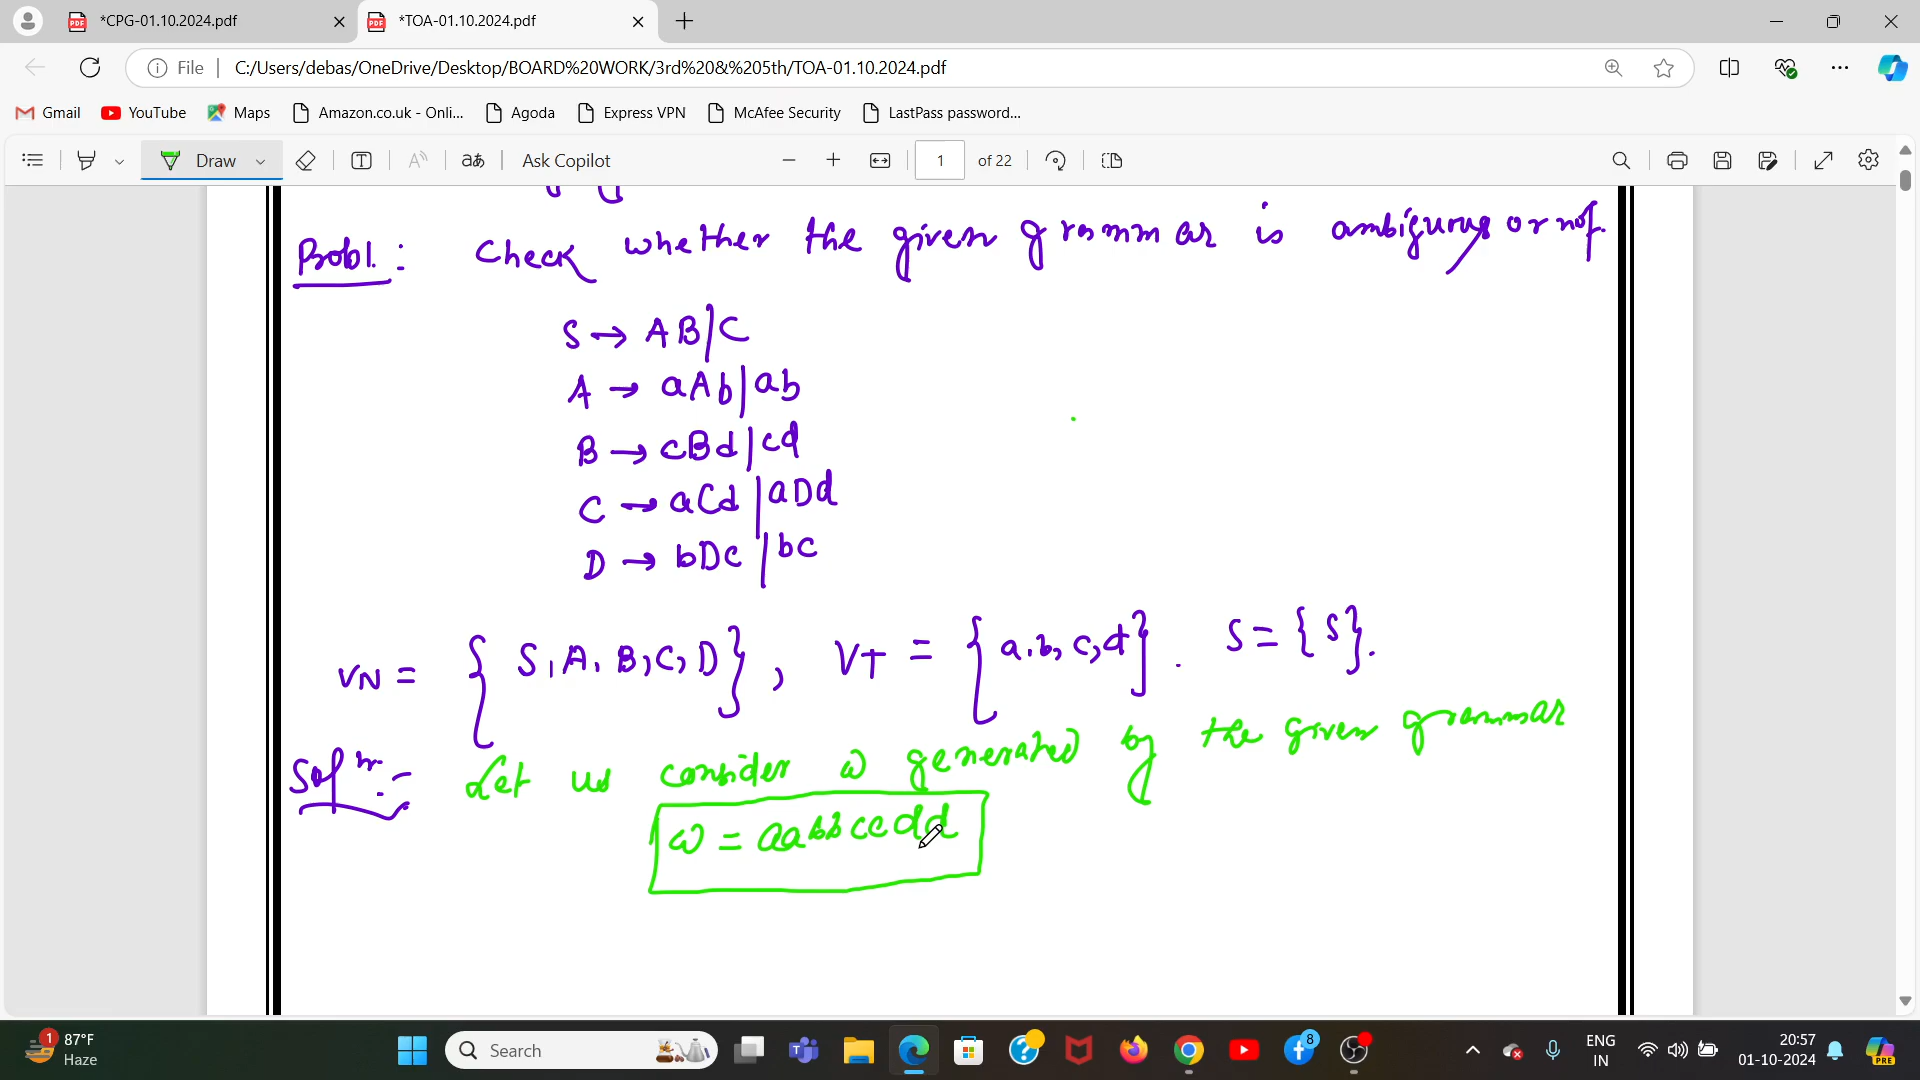 *CPG-01.10.2024.pdf
*TOA-01.10.2024.pdf
File
C:/Users/debas/OneDrive/Desktop/BOARD%20WORK/3rd%20&%205th/TOA-01.10.2024.pdf
Gmail YouTube Maps Amazon.co.uk - Onli... Agoda Express VPN McAfee Security LastPass password...
Draw Ask Copilot 1 of 22
Prob1. : Check whether the given grammar is ambiguous or not.
S → AB|C
A → aAb|ab
B → cBd|cd
C → aCd|aDd
D → bDc|bc
VN = { S, A, B, C, D} , VT = {a, b, c, d} . S = { S}.
Solⁿ :- Let us consider ω generated by the given grammar
ω = aabbccdd
1 87°F
Haze
Search
8
ENG
IN
20:57
01-10-2024
PRE